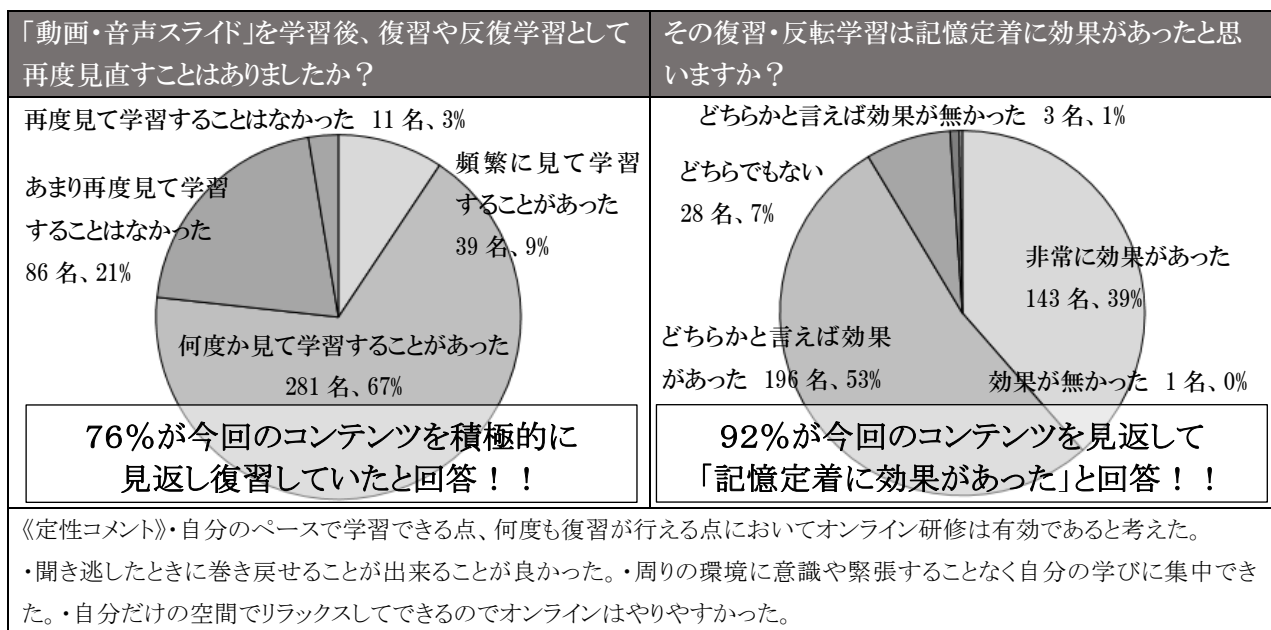 「動画・音声スライド」を学習後、復習や反復学習として
再度見直すことはありましたか？
再度見て学習することはなかった 11 名、3%
頻繁に見て学習
することがあった
39 名、9%
あまり再度見て学習
することはなかった
86 名、21%
何度か見て学習することがあった
281 名、67%
76%が今回のコンテンツを積極的に
見返し復習していたと回答！！
その復習・反転学習は記憶定着に効果があったと思
いますか？
どちらかと言えば効果が無かった 3 名、1%
どちらでもない
28 名、7%
非常に効果があった
143 名、39%
どちらかと言えば効果
があった 196 名、53%
効果が無かった 1 名、0%
92%が今回のコンテンツを見返して
「記憶定着に効果があった」と回答！！
《定性コメント》・自分のペースで学習できる点、何度も復習が行える点においてオンライン研修は有効であると考えた。
・聞き逃したときに巻き戻せることが出来ることが良かった。・周りの環境に意識や緊張することなく自分の学びに集中でき
た。・自分だけの空間でリラックスしてできるのでオンラインはやりやすかった。